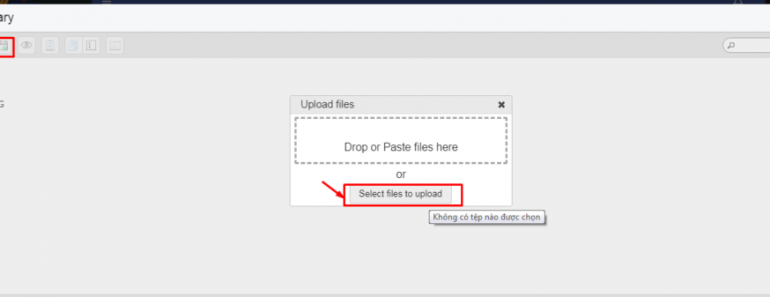 ary
G
Upload files
Drop or Paste files here
or
Select files to upload
Không có tệp nào được chọn